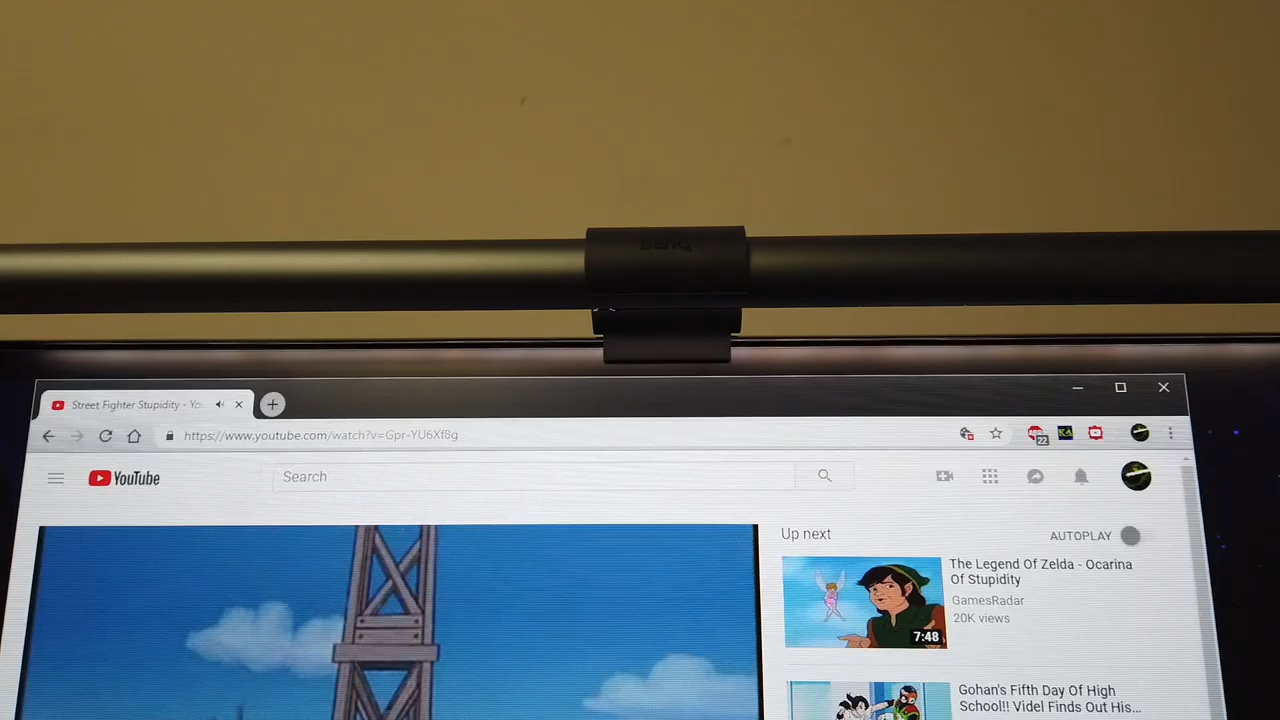 BenQ
Street Fighter Stupidity - Yo
https://www.youtube.com/watch?v=Gpr-YU6Xf8g
22
YouTube
Search
Up next
AUTOPLAY
The Legend Of Zelda - Ocarina
Of Stupidity
GamesRadar
20K views
7:48
Gohan's Fifth Day Of High
School!! Videl Finds Out His...